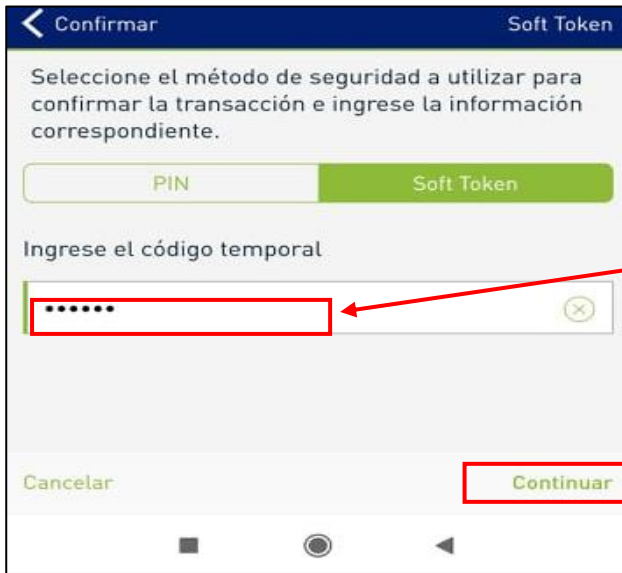 Confirmar Soft Token
Seleccione el método de seguridad a utilizar para
confirmar la transacción e ingrese la información
correspondiente.
PIN Soft Token
Ingrese el código temporal
••••••
Cancelar Continuar